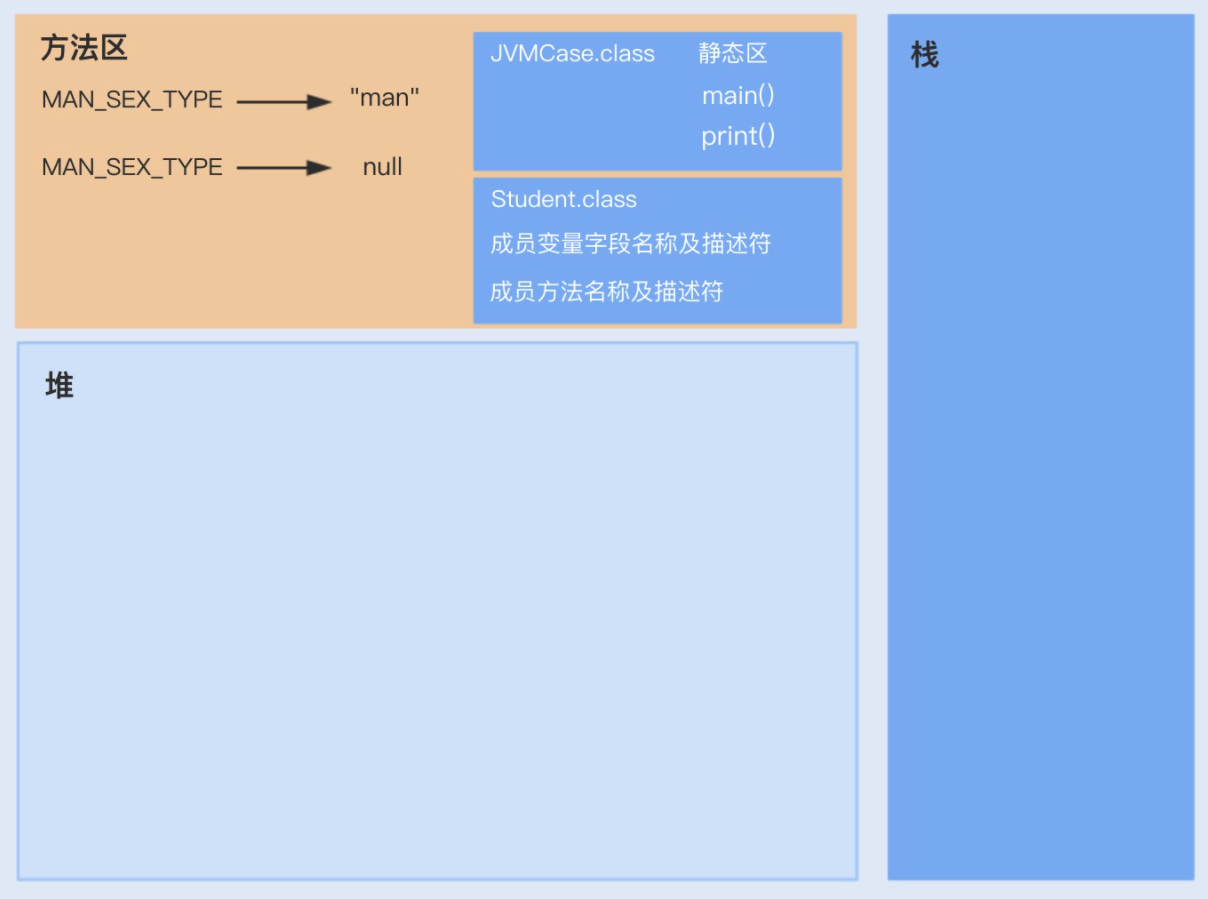 方法区
MAN_SEX_TYPE "man"
MAN_SEX_TYPE null
JVMCase.class 静态区
main()
print()
Student.class
成员变量字段名称及描述符
成员方法名称及描述符
堆
栈